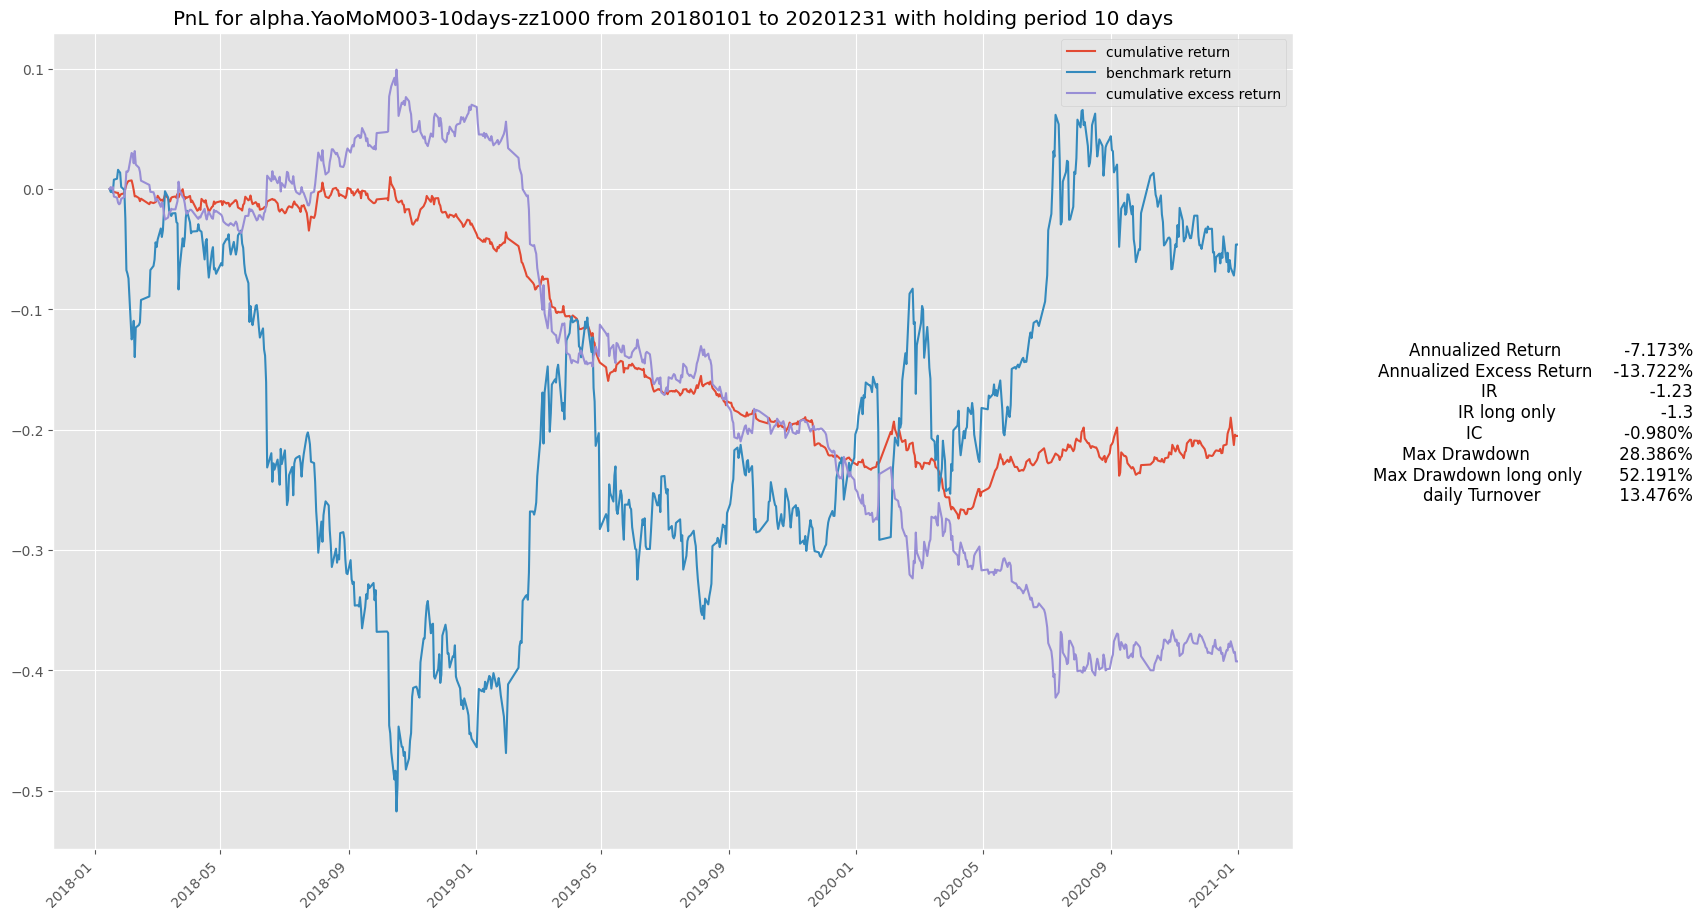 PnL for alpha.YaoMoM003-10days-zz1000 from 20180101 to 20201231 with holding period 10 days
cumulative return
benchmark return
cumulative excess return
0.1
0.0
−0.1
−0.2
−0.3
−0.4
−0.5
2018-01
2018-05
2018-09
2019-01
2019-05
2019-09
2020-01
2020-05
2020-09
2021-01
Annualized Return -7.173%
Annualized Excess Return -13.722%
IR -1.23
IR long only -1.3
IC -0.980%
Max Drawdown 28.386%
Max Drawdown long only 52.191%
daily Turnover 13.476%